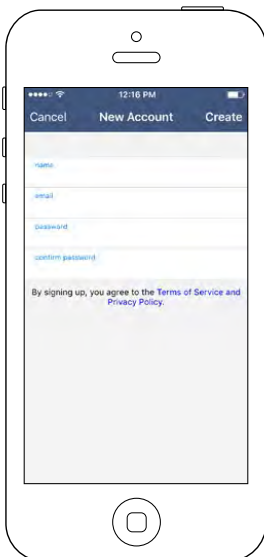 12:16 PM
Cancel New Account Create
name
email
password
confirm password
By signing up, you agree to the Terms of Service and
Privacy Policy.